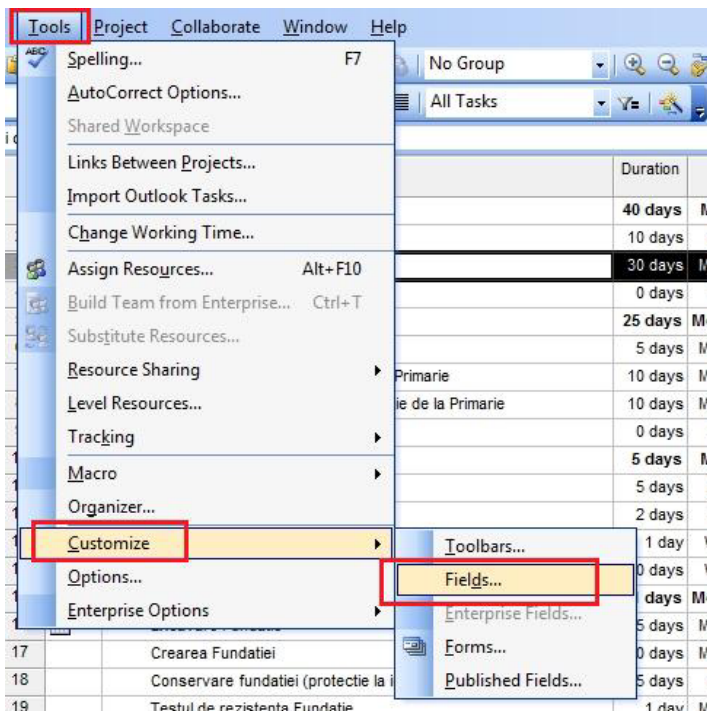 Tools Project Collaborate Window Help
Spelling... F7
No Group
AutoCorrect Options...
All Tasks
Shared Workspace
Links Between Projects...
Duration
Import Outlook Tasks...
40 days
Change Working Time...
10 days
Assign Resources... Alt+F10
30 days
Build Team from Enterprise... Ctrl+T
0 days
Substitute Resources...
25 days
5 days
Resource Sharing
Primarie
10 days
Level Resources...
ie de la Primarie
10 days
Tracking
0 days
5 days
Macro
5 days
Organizer...
2 days
Customize
Toolbars...
1 day
Options...
Fields...
0 days
days
Enterprise Options
Enterprise Fields...
5 days
17 Crearea Fundatiei
Forms...
0 days
18 Conservare fundatiei (protectie la i
Published Fields...
5 days
19 Testul de rezistenta Fundatie
1 day